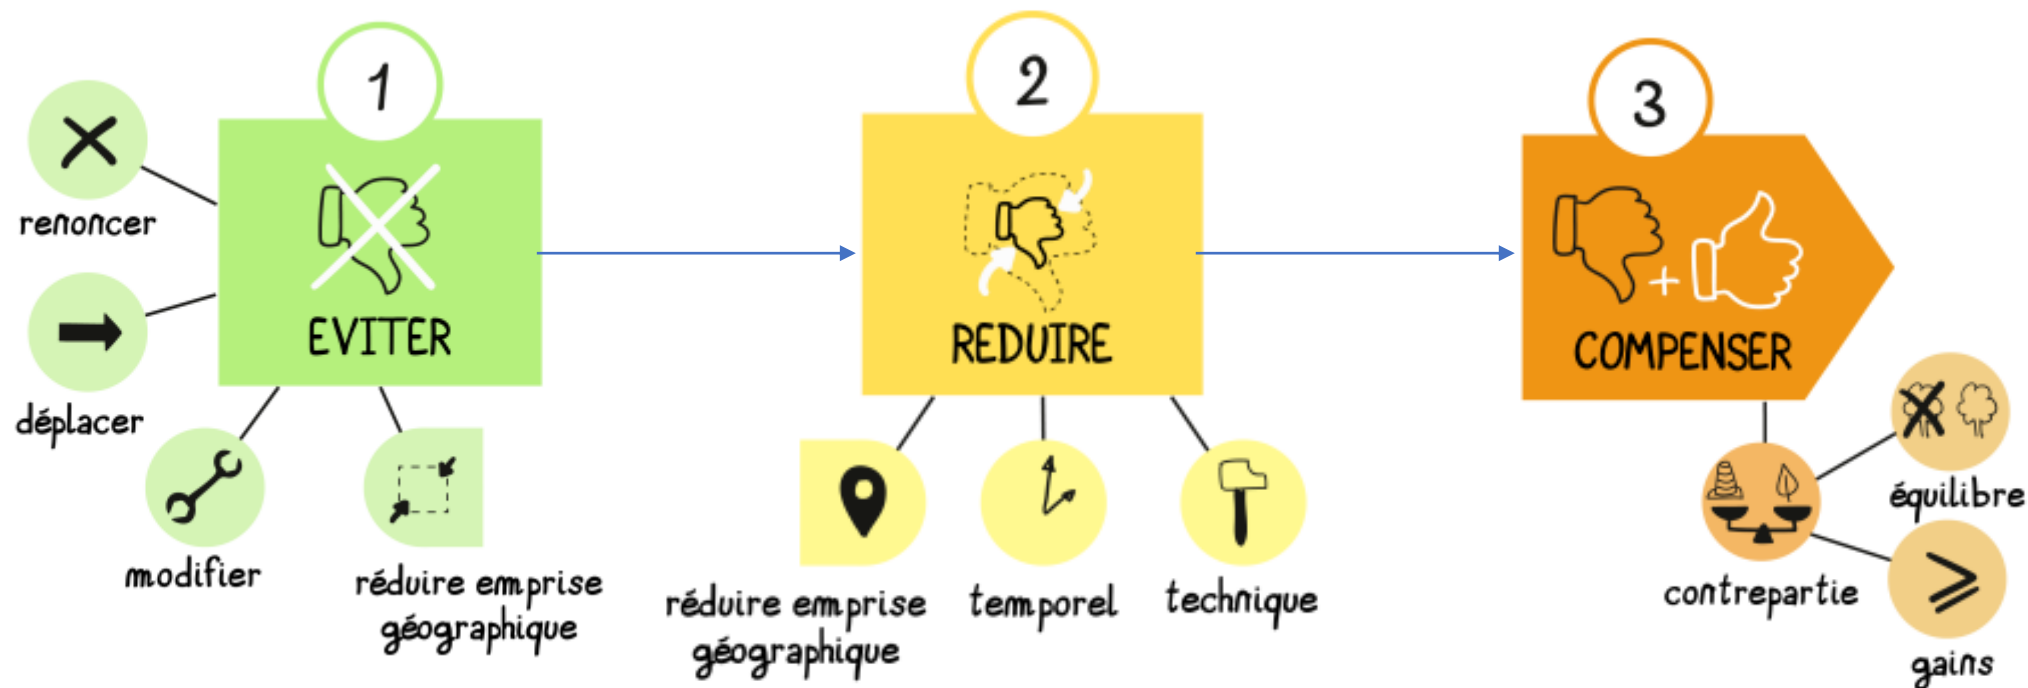 1
EVITER
renoncer
déplacer
modifier
réduire emprise
géographique
2
REDUIRE
réduire emprise
géographique
temporel
technique
3
COMPENSER
contrepartie
équilibre
gains